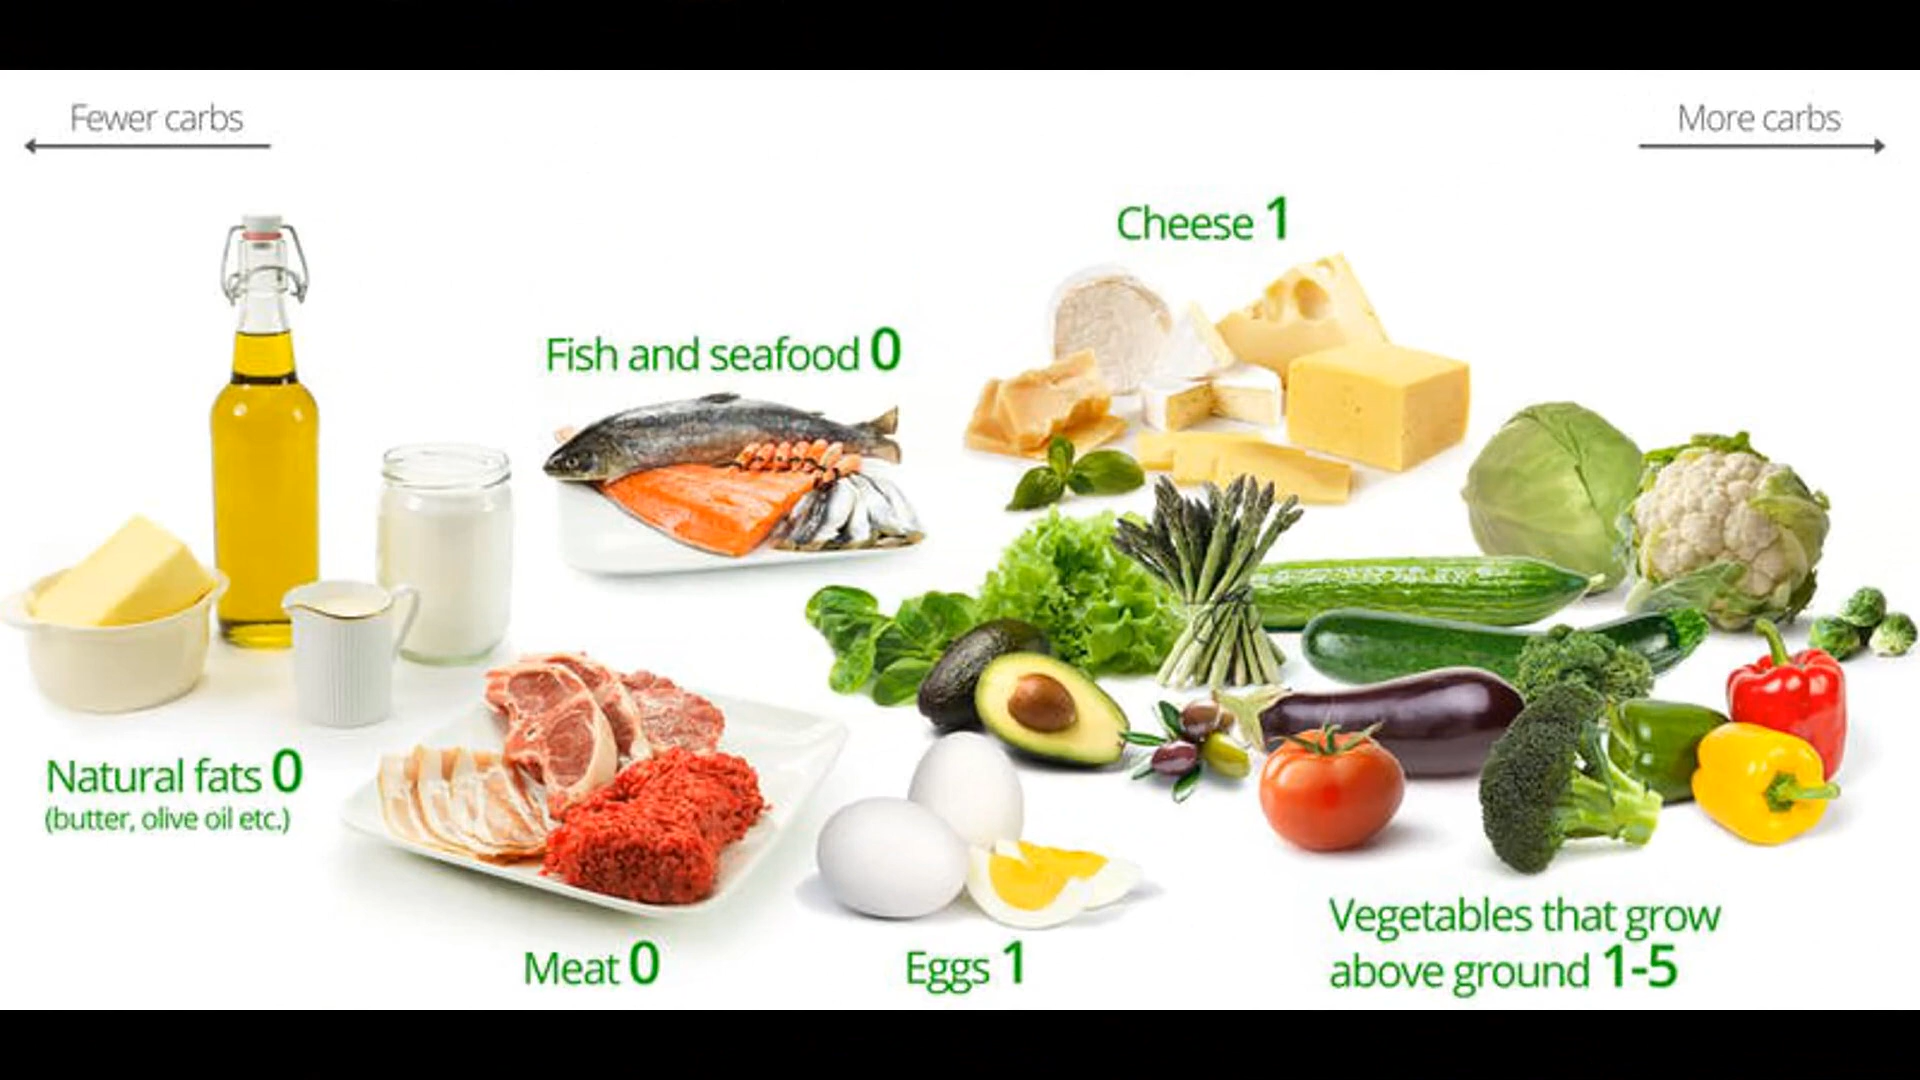 Fewer carbs
More carbs
Cheese 1
Fish and seafood 0
Natural fats 0
(butter, olive oil etc.)
Meat 0
Eggs 1
Vegetables that grow
above ground 1-5